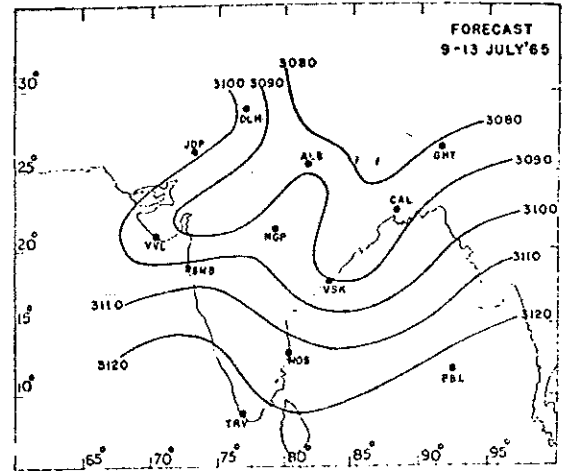 FORECAST
9-13 JULY'65
3080
3100 3090
30°
DLH
3080
JDP
ALB
GHT
25°
3090
CAL
3100
20°
VVL
NGP
BMB
VSK
3110
3110
15°
3120
3120
MDS
10°
PBL
TRV
65° 70° 75° 80° 85° 90° 95°